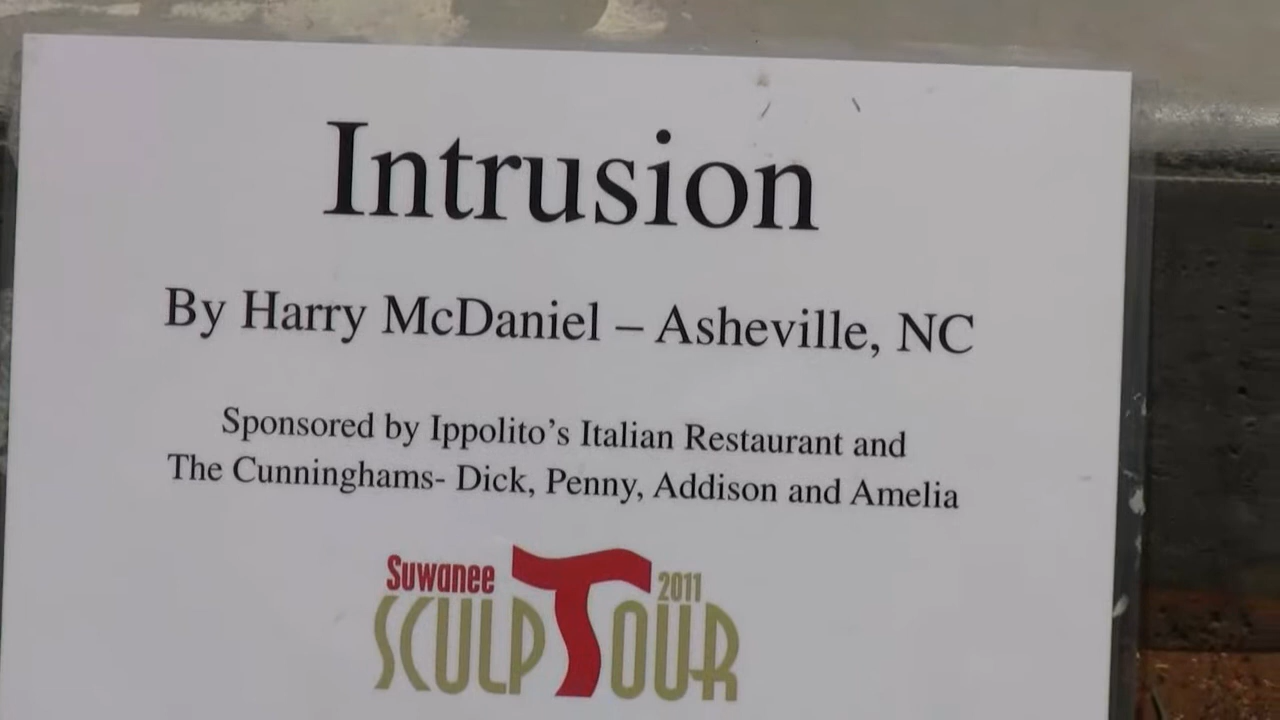 Intrusion
By Harry McDaniel – Asheville, NC
Sponsored by Ippolito’s Italian Restaurant and
The Cunninghams- Dick, Penny, Addison and Amelia
Suwanee 2011
SCULPTOUR